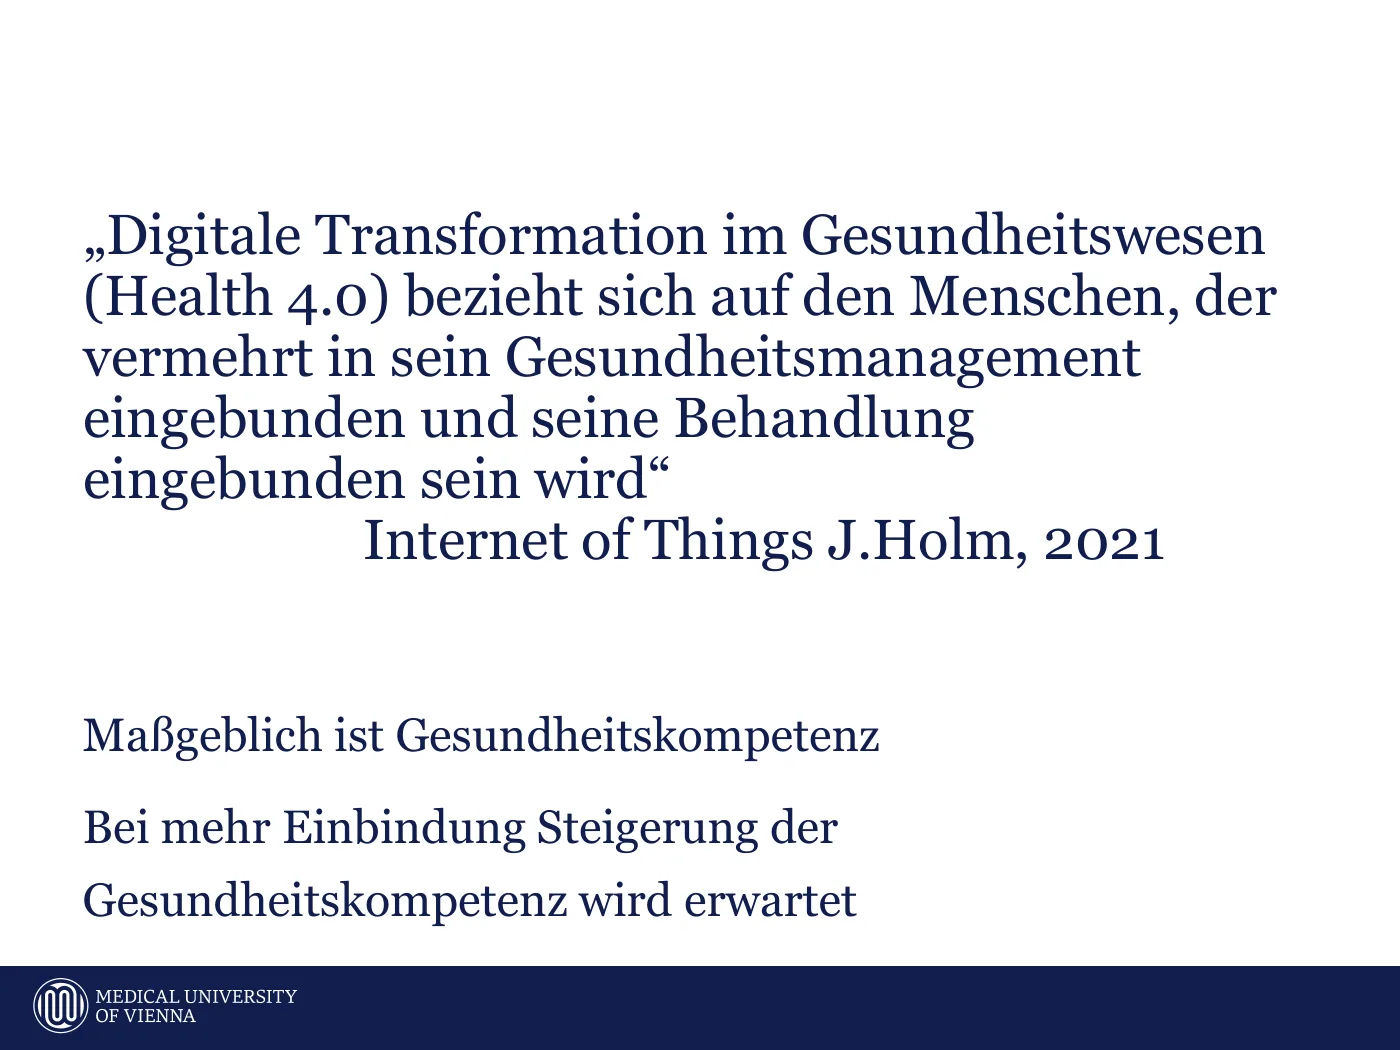 „Digitale Transformation im Gesundheitswesen
(Health 4.0) bezieht sich auf den Menschen, der
vermehrt in sein Gesundheitsmanagement
eingebunden und seine Behandlung
eingebunden sein wird“
Internet of Things J.Holm, 2021
Maßgeblich ist Gesundheitskompetenz
Bei mehr Einbindung Steigerung der
Gesundheitskompetenz wird erwartet
MEDICAL UNIVERSITY
OF VIENNA